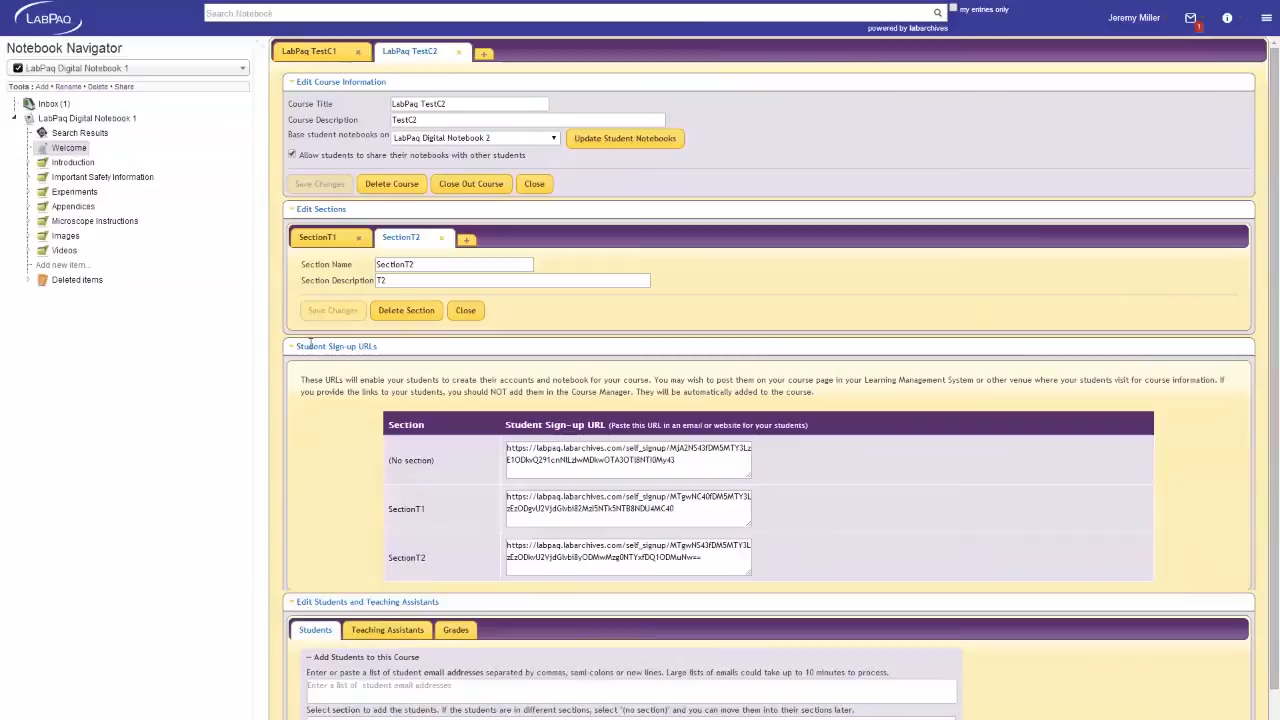 LABPAQ
Search Notebook
my entries only
powered by labarchives
Jeremy Miller
1
Notebook Navigator
LabPaq Digital Notebook 1
Tools : Add • Rename • Delete • Share
Inbox (1)
LabPaq Digital Notebook 1
Search Results
Welcome
Introduction
Important Safety Information
Experiments
Appendices
Microscope Instructions
Images
Videos
Add new item...
Deleted items
LabPaq TestC1
LabPaq TestC2
Edit Course Information
Course Title LabPaq TestC2
Course Description TestC2
Base student notebooks on LabPaq Digital Notebook 2 Update Student Notebooks
Allow students to share their notebooks with other students
Save Changes Delete Course Close Out Course Close
Edit Sections
SectionT1 SectionT2
Section Name SectionT2
Section Description T2
Save Changes Delete Section Close
Student Sign-up URLs
These URLs will enable your students to create their accounts and notebook for your course. You may wish to post them on your course page in your Learning Management System or other venue where your students visit for course information. If
you provide the links to your students, you should NOT add them in the Course Manager. They will be automatically added to the course.
Section Student Sign-up URL (Paste this URL in an email or website for your students)
(No section)
SectionT1
SectionT2
Edit Students and Teaching Assistants
Students Teaching Assistants Grades
Add Students to this Course
Enter or paste a list of student email addresses separated by commas, semi-colons or new lines. Large lists of emails could take up to 10 minutes to process.
Enter a list of student email addresses
Select section to add the students. If the students are in different sections, select "(no section)" and you can move them into their sections later.